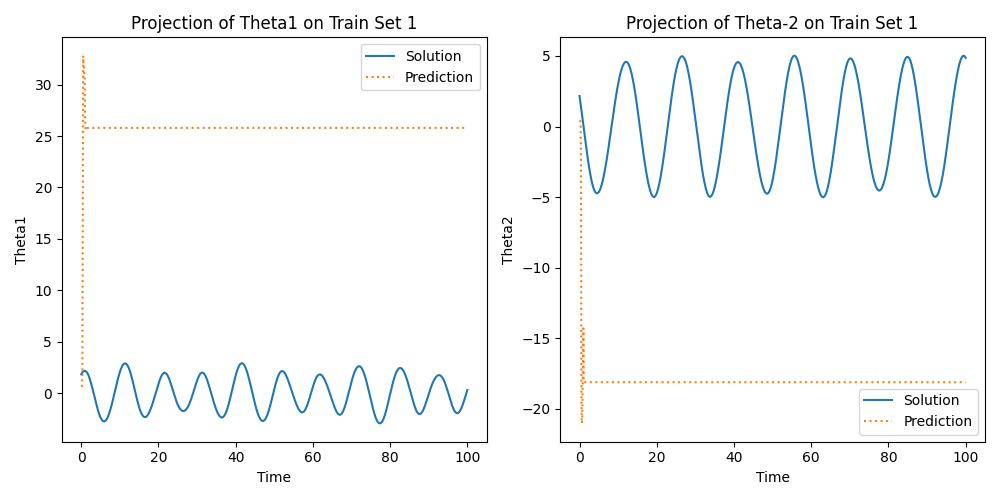 Projection of Theta1 on Train Set 1
Theta1
30
25
20
15
10
5
0
0 20 40 60 80 100
Time
Solution
Prediction
Projection of Theta-2 on Train Set 1
Theta2
5
0
−5
−10
−15
−20
0 20 40 60 80 100
Time
Solution
Prediction